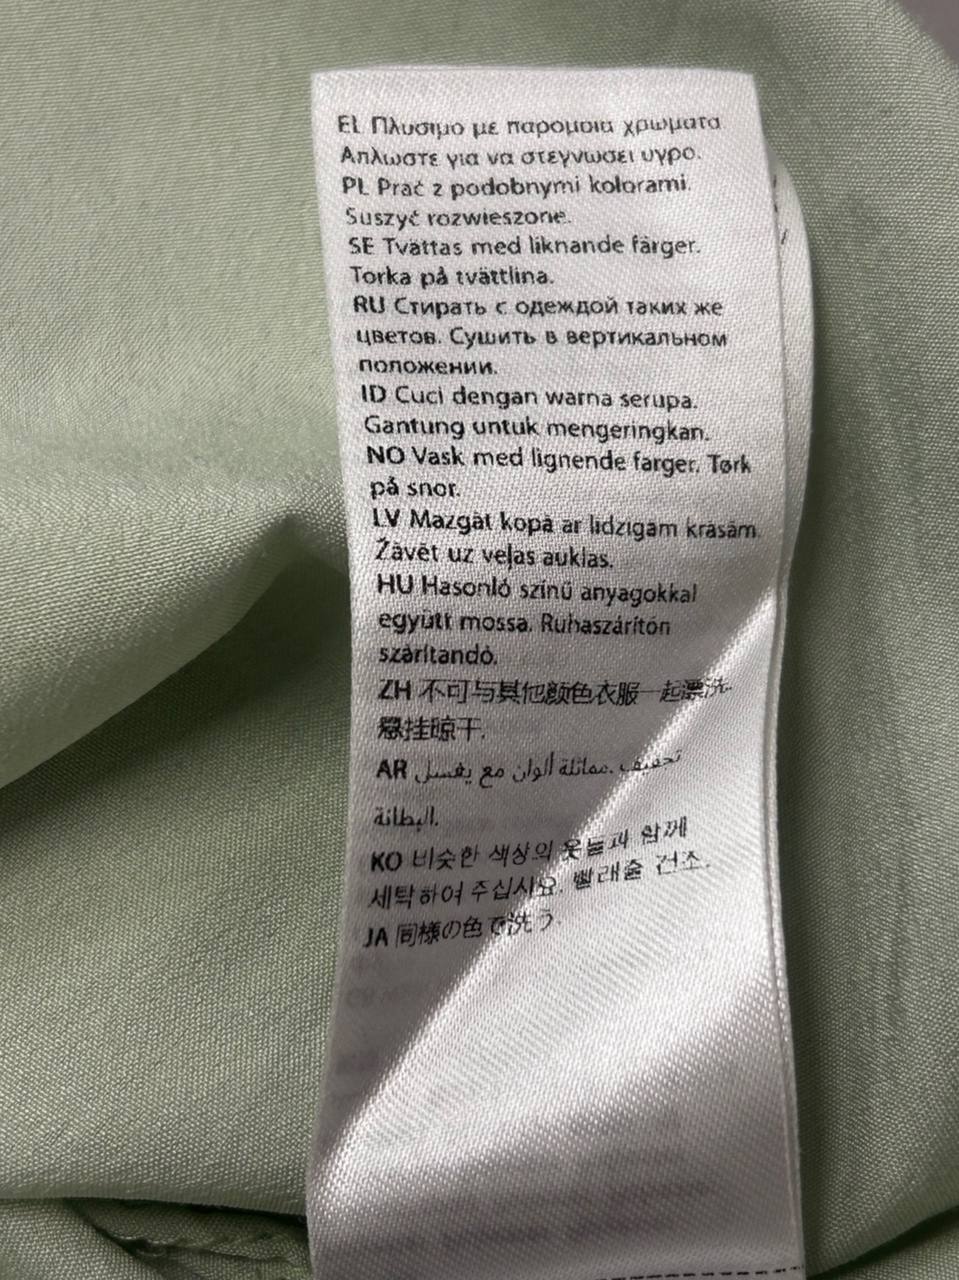 EL Πλυσιμο με παρομοια χρωματα
Απλωστε για να στεγνωσει υγρο.
PL Prać z podobnymi kolorami.
Suszyć rozwieszone.
SE Tvättas med liknande färger.
Torka på tvättlina.
RU Стирать с одеждой таких же
цветов. Сушить в вертикальном
положении.
ID Cuci dengan warna serupa.
Gantung untuk mengeringkan.
NO Vask med lignende farger. Tørk
på snor.
LV Mazgāt kopā ar līdzīgām krāsām.
Žāvēt uz veļas auklas.
HU Hasonló színű anyagokkal
együtt mossa. Ruhaszárítón
szárítandó.
ZH 不可与其他颜色衣服一起漂洗.
悬挂晾干.
AR يغسل مع ألوان مماثلة. تجفيف
البطانة.
KO 비슷한 색상의 옷들과 함께
세탁하여 주십시요. 빨래줄 건조.
JA 同様の色で洗う.